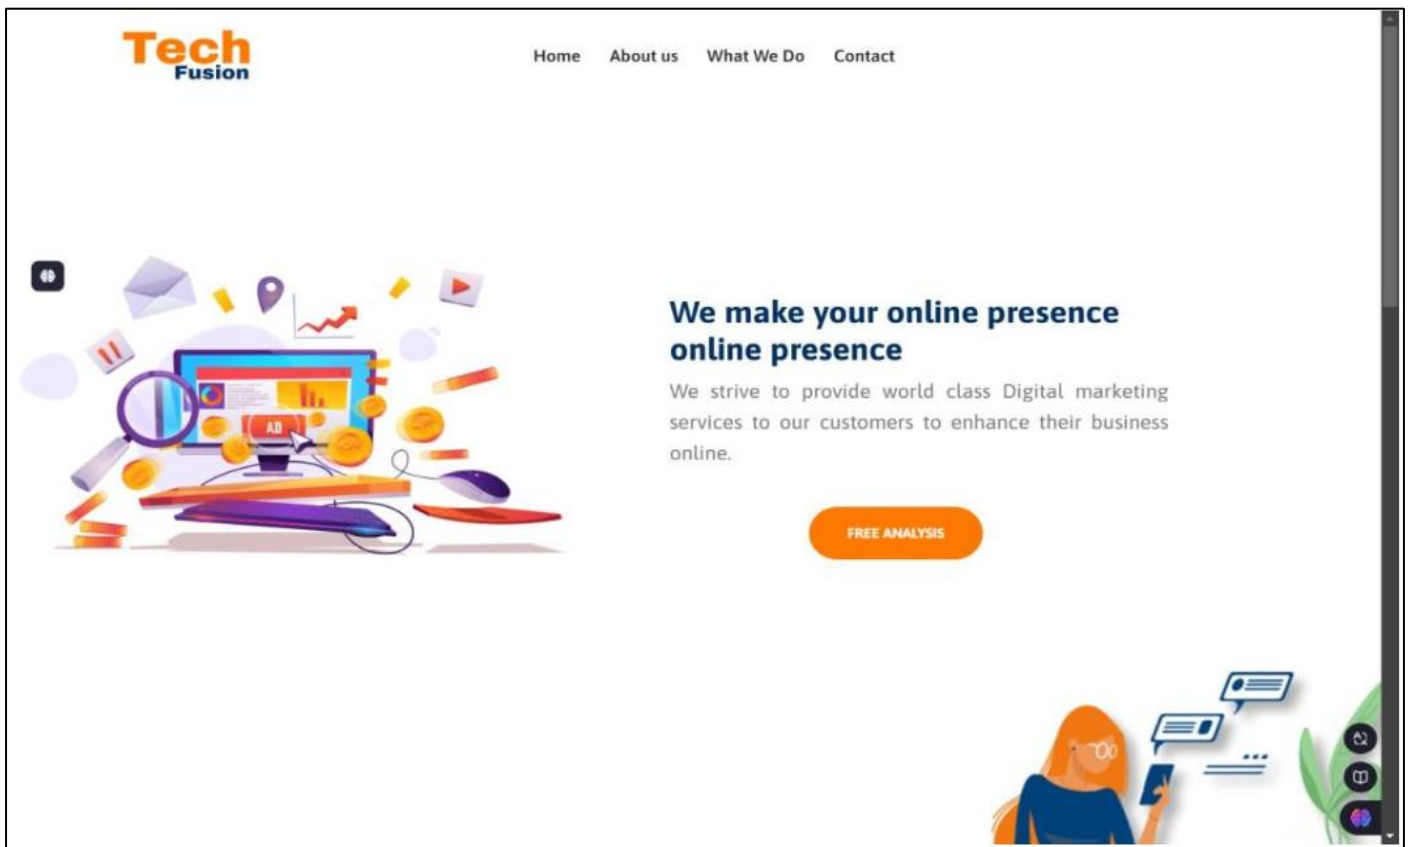 Tech
Fusion
Home About us What We Do Contact
AD
We make your online presence
online presence
We strive to provide world class Digital marketing
services to our customers to enhance their business
online.
FREE ANALYSIS